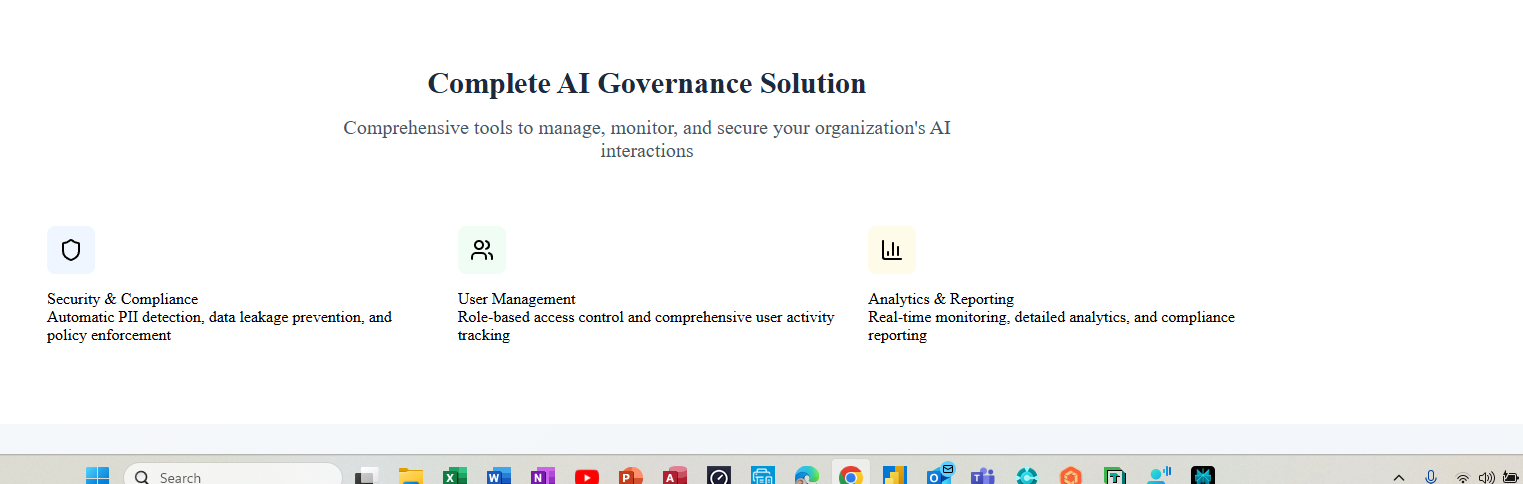 Complete AI Governance Solution
Comprehensive tools to manage, monitor, and secure your organization's AI
interactions
Security & Compliance
Automatic PII detection, data leakage prevention, and
policy enforcement
User Management
Role-based access control and comprehensive user activity
tracking
Analytics & Reporting
Real-time monitoring, detailed analytics, and compliance
reporting
Search